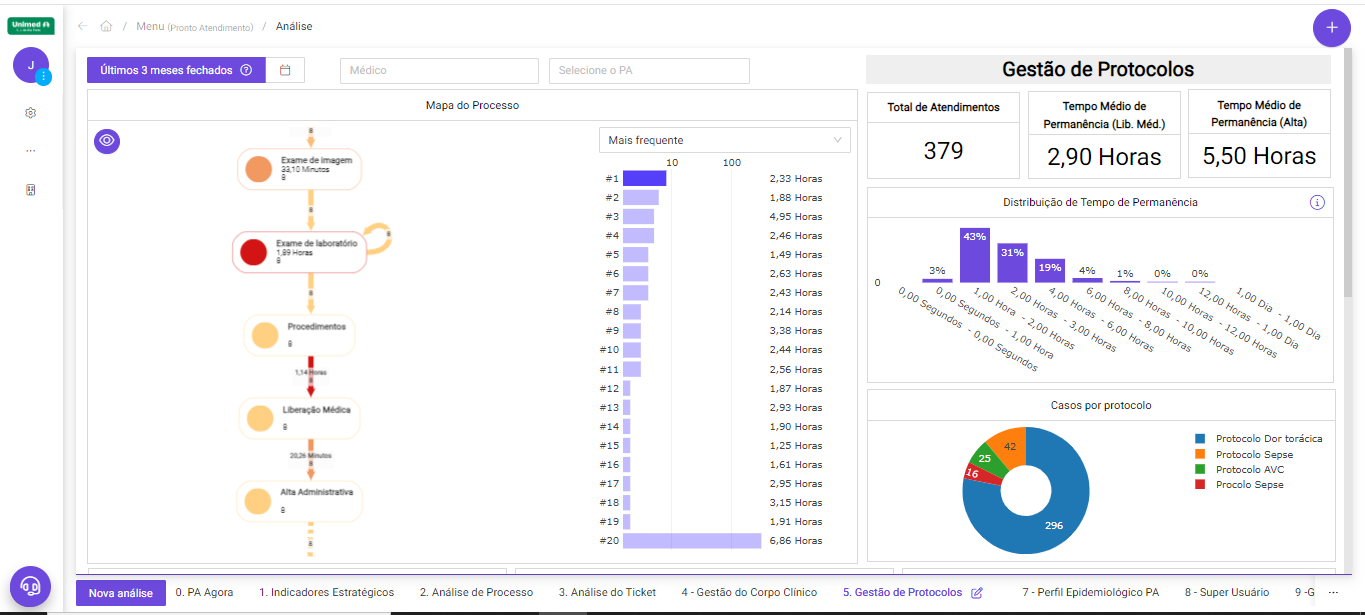 Unimed
Menu (Pronto Atendimento) / Análise
J
+
Últimos 3 meses fechados
Médico
Selecione o PA
Mapa do Processo
Exame de imagem
33,10 Minutos
8
8
Exame de laboratório
1,89 Horas
8
8
8
Procedimentos
8
1,14 Horas
8
Liberação Médica
8
20,26 Minutos
8
Alta Administrativa
8
8
Mais frequente
10 100
#1 2,33 Horas
#2 1,88 Horas
#3 4,95 Horas
#4 2,46 Horas
#5 1,49 Horas
#6 2,63 Horas
#7 2,43 Horas
#8 2,14 Horas
#9 3,38 Horas
#10 2,44 Horas
#11 2,56 Horas
#12 1,87 Horas
#13 2,93 Horas
#14 1,90 Horas
#15 1,25 Horas
#16 1,61 Horas
#17 2,95 Horas
#18 3,15 Horas
#19 1,91 Horas
#20 6,86 Horas
Gestão de Protocolos
Total de Atendimentos
379
Tempo Médio de
Permanência (Lib. Méd.)
2,90 Horas
Tempo Médio de
Permanência (Alta)
5,50 Horas
Distribuição de Tempo de Permanência
0
3% 43% 31% 19% 4% 1% 0% 0%
0,00 Segundos - 0,00 Segundos
0,00 Segundos - 1,00 Hora
1,00 Hora - 2,00 Horas
2,00 Horas - 3,00 Horas
4,00 Horas - 6,00 Horas
6,00 Horas - 8,00 Horas
8,00 Horas - 10,00 Horas
10,00 Horas - 12,00 Horas
12,00 Horas - 1,00 Dia
1,00 Dia - 1,00 Dia
Casos por protocolo
42
25
16
296
Protocolo Dor torácica
Protocolo Sepse
Protocolo AVC
Procolo Sepse
Nova análise
0. PA Agora
1. Indicadores Estratégicos
2. Análise de Processo
3. Análise do Ticket
4 - Gestão do Corpo Clínico
5. Gestão de Protocolos
7 - Perfil Epidemiológico PA
8 - Super Usuário
9 -G